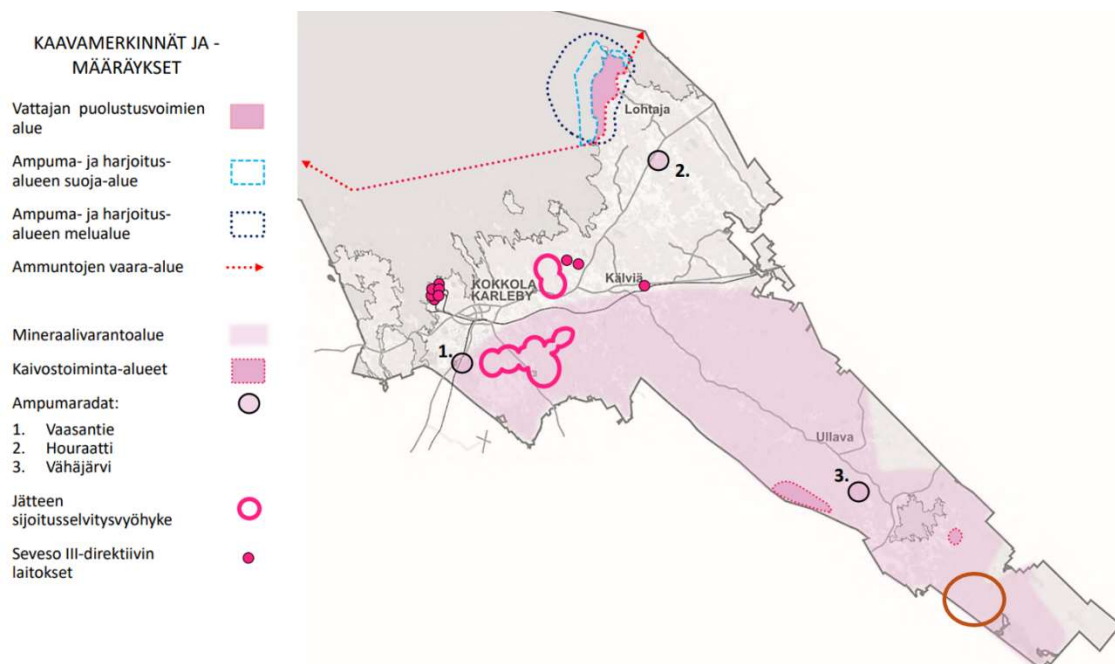 KAAVAMERKINNÄT JA -
MÄÄRÄYKSET
Vattajan puolustusvoimien
alue
Ampuma- ja harjoitus-
alueen suoja-alue
Ampuma- ja harjoitus-
alueen melualue
Ammuntojen vaara-alue
Mineraalivarantoalue
Kaivostoiminta-alueet
Ampumaradat:
1. Vaasantie
2. Houraatti
3. Vähäjärvi
Jätteen
sijoitusselvitysvyöhyke
Seveso III-direktiivin
laitokset
Lohtaja
2.
KOKKOLA
KARLEBY
Kälviä
1.
Ullava
3.